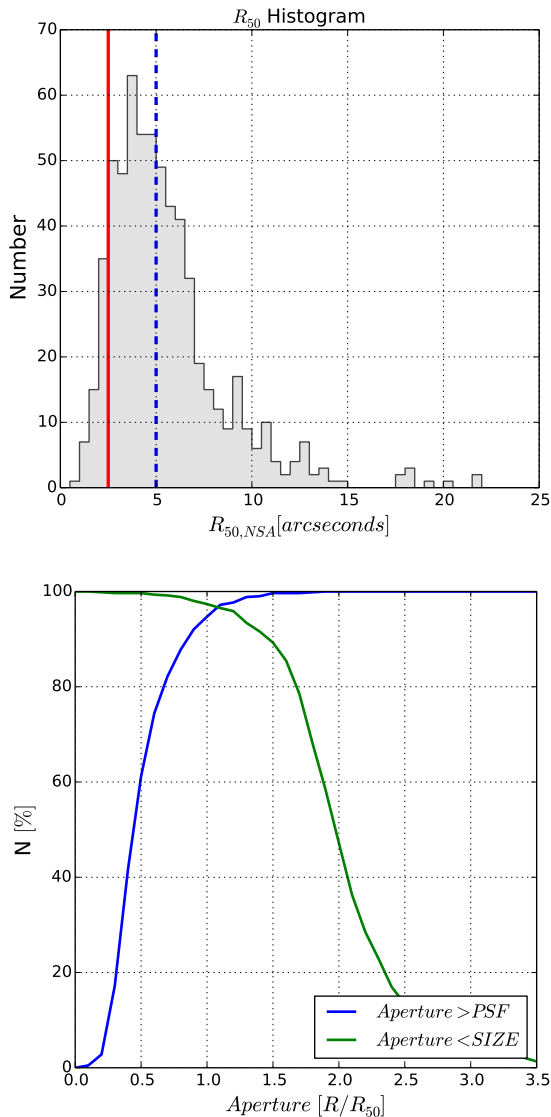 R50 Histogram
70
60
50
40
30
20
10
0
Number
0 5 10 15 20 25
R50,NSA[arcseconds]
100
80
60
40
20
0
N [%]
0.0 0.5 1.0 1.5 2.0 2.5 3.0 3.5
Aperture >PSF
Aperture <SIZE
Aperture [R/R50]